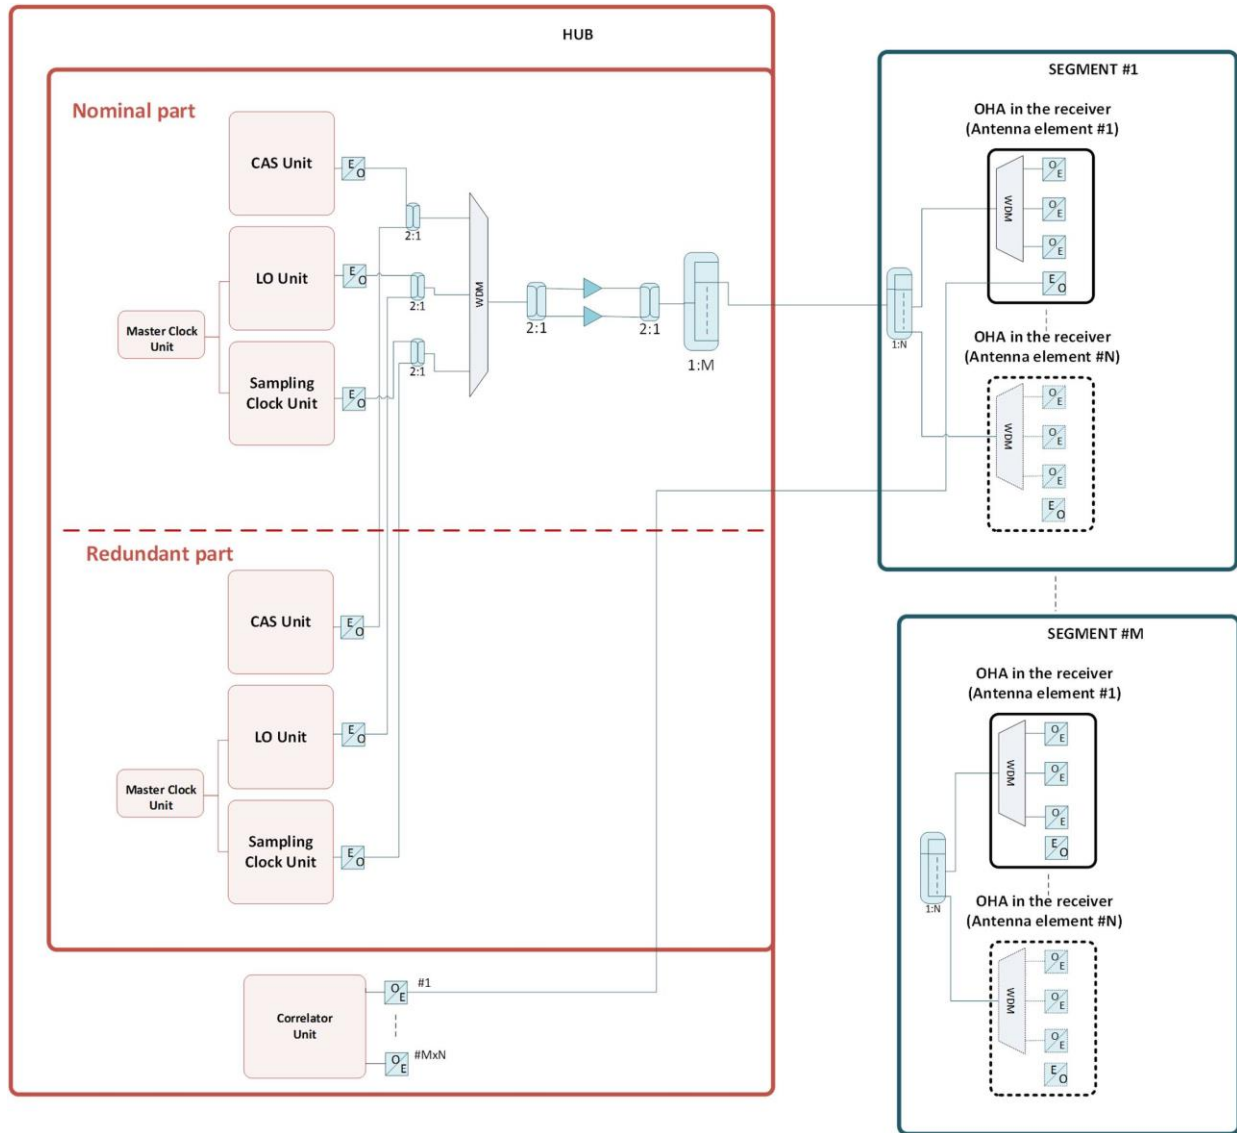 HUB
Nominal part
CAS Unit
E
O
2:1
LO Unit
E
O
2:1
Master Clock
Unit
Sampling
Clock Unit
E
O
2:1
WDM
2:1
2:1
1:M
Redundant part
CAS Unit
E
O
LO Unit
E
O
Master Clock
Unit
Sampling
Clock Unit
E
O
Correlator
Unit
O
E
#1
O
E
#MxN
SEGMENT #1
OHA in the receiver
(Antenna element #1)
WDM
O
E
O
E
O
E
E
O
1:N
OHA in the receiver
(Antenna element #N)
WDM
O
E
O
E
O
E
E
O
SEGMENT #M
OHA in the receiver
(Antenna element #1)
WDM
O
E
O
E
O
E
E
O
1:N
OHA in the receiver
(Antenna element #N)
WDM
O
E
O
E
O
E
E
O